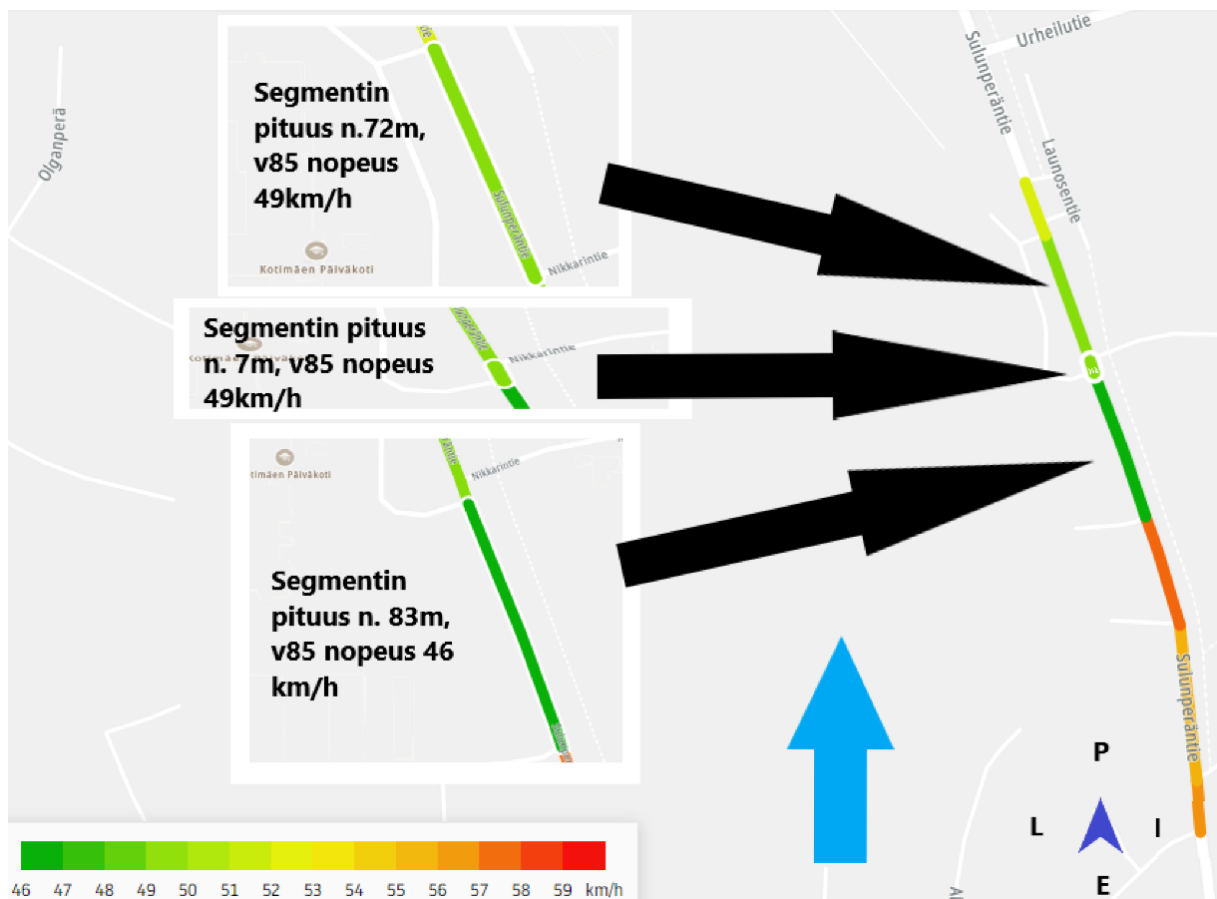 Segmentin
pituus n.72m,
v85 nopeus
49km/h
Sulunperäntie
Nikkarintie
Kotimäen Päiväkoti
Segmentin pituus
n. 7m, v85 nopeus
49km/h
Nikkarintie
timäen Päiväkoti
Nikkarintie
Segmentin
pituus n. 83m,
v85 nopeus 46
km/h
Olganperä
Sulunperäntie
Urheilutie
Launosentie
Sulunperäntie
P
L I
E
46 47 48 49 50 51 52 53 54 55 56 57 58 59 km/h